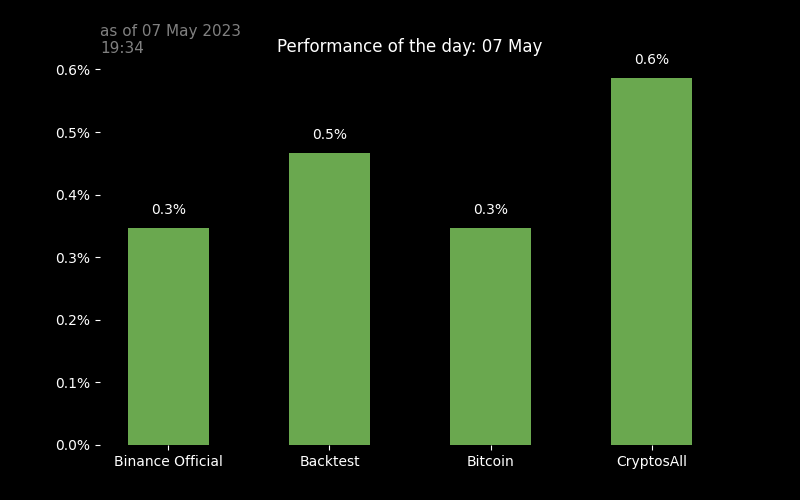 as of 07 May 2023
19:34
Performance of the day: 07 May
0.6%
0.5%
0.4%
0.3%
0.2%
0.1%
0.0%
0.3%
0.5%
0.3%
0.6%
Binance Official
Backtest
Bitcoin
CryptosAll